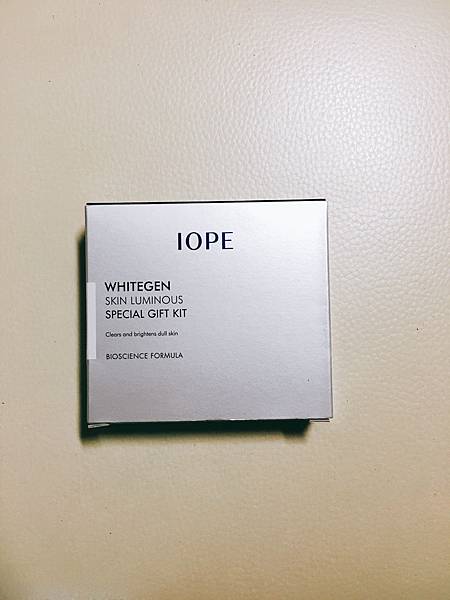 IOPE
WHITEGEN
SKIN LUMINOUS
SPECIAL GIFT KIT
Clears and brightens dull skin
BIOSCIENCE FORMULA